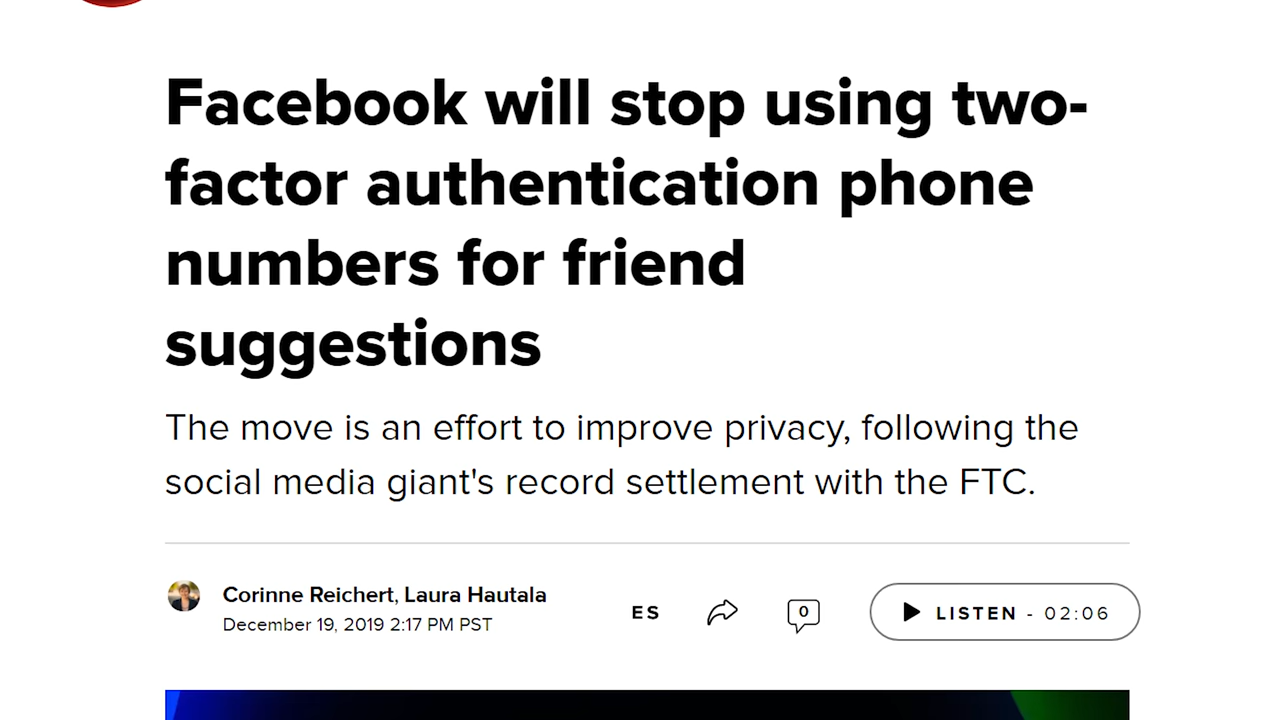 Facebook will stop using two-
factor authentication phone
numbers for friend
suggestions
The move is an effort to improve privacy, following the
social media giant's record settlement with the FTC.
Corinne Reichert, Laura Hautala
December 19, 2019 2:17 PM PST
ES
0
LISTEN - 02:06